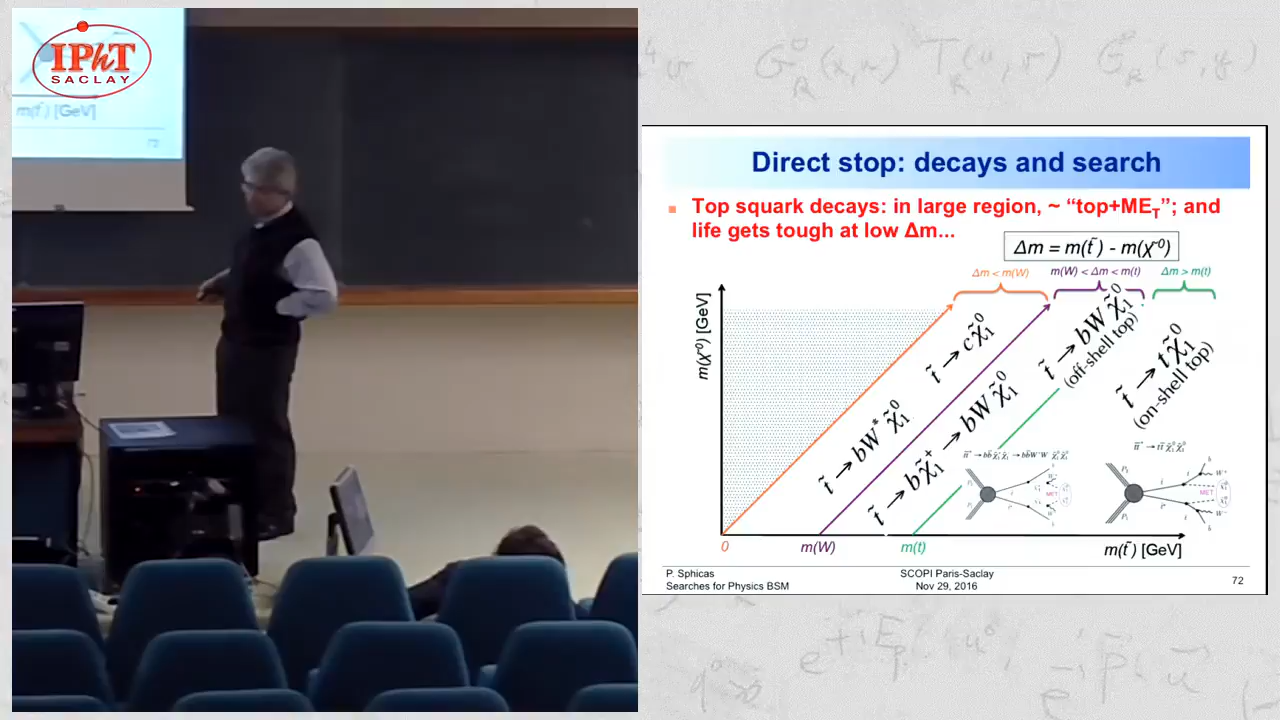 IPhT
SACLAY
m(t̃) [GeV]
72
Direct stop: decays and search
Top squark decays: in large region, ~ “top+MET”; and
life gets tough at low Δm...
Δm = m(t̃) - m(χ̃0)
Δm < m(W)
m(W) < Δm < m(t)
Δm > m(t)
m(χ̃0) [GeV]
t̃ → bW* χ̃₁⁰
t̃ → cχ̃₁⁰
t̃ → bχ̃₁⁺ → bWχ̃₁⁰
t̃ → bWχ̃₁⁰
(off-shell top)
t̃ → tχ̃₁⁰
(on-shell top)
MET
MET
0
m(W)
m(t)
m(t̃) [GeV]
P. Sphicas
Searches for Physics BSM
SCOPI Paris-Saclay
Nov 29, 2016
72